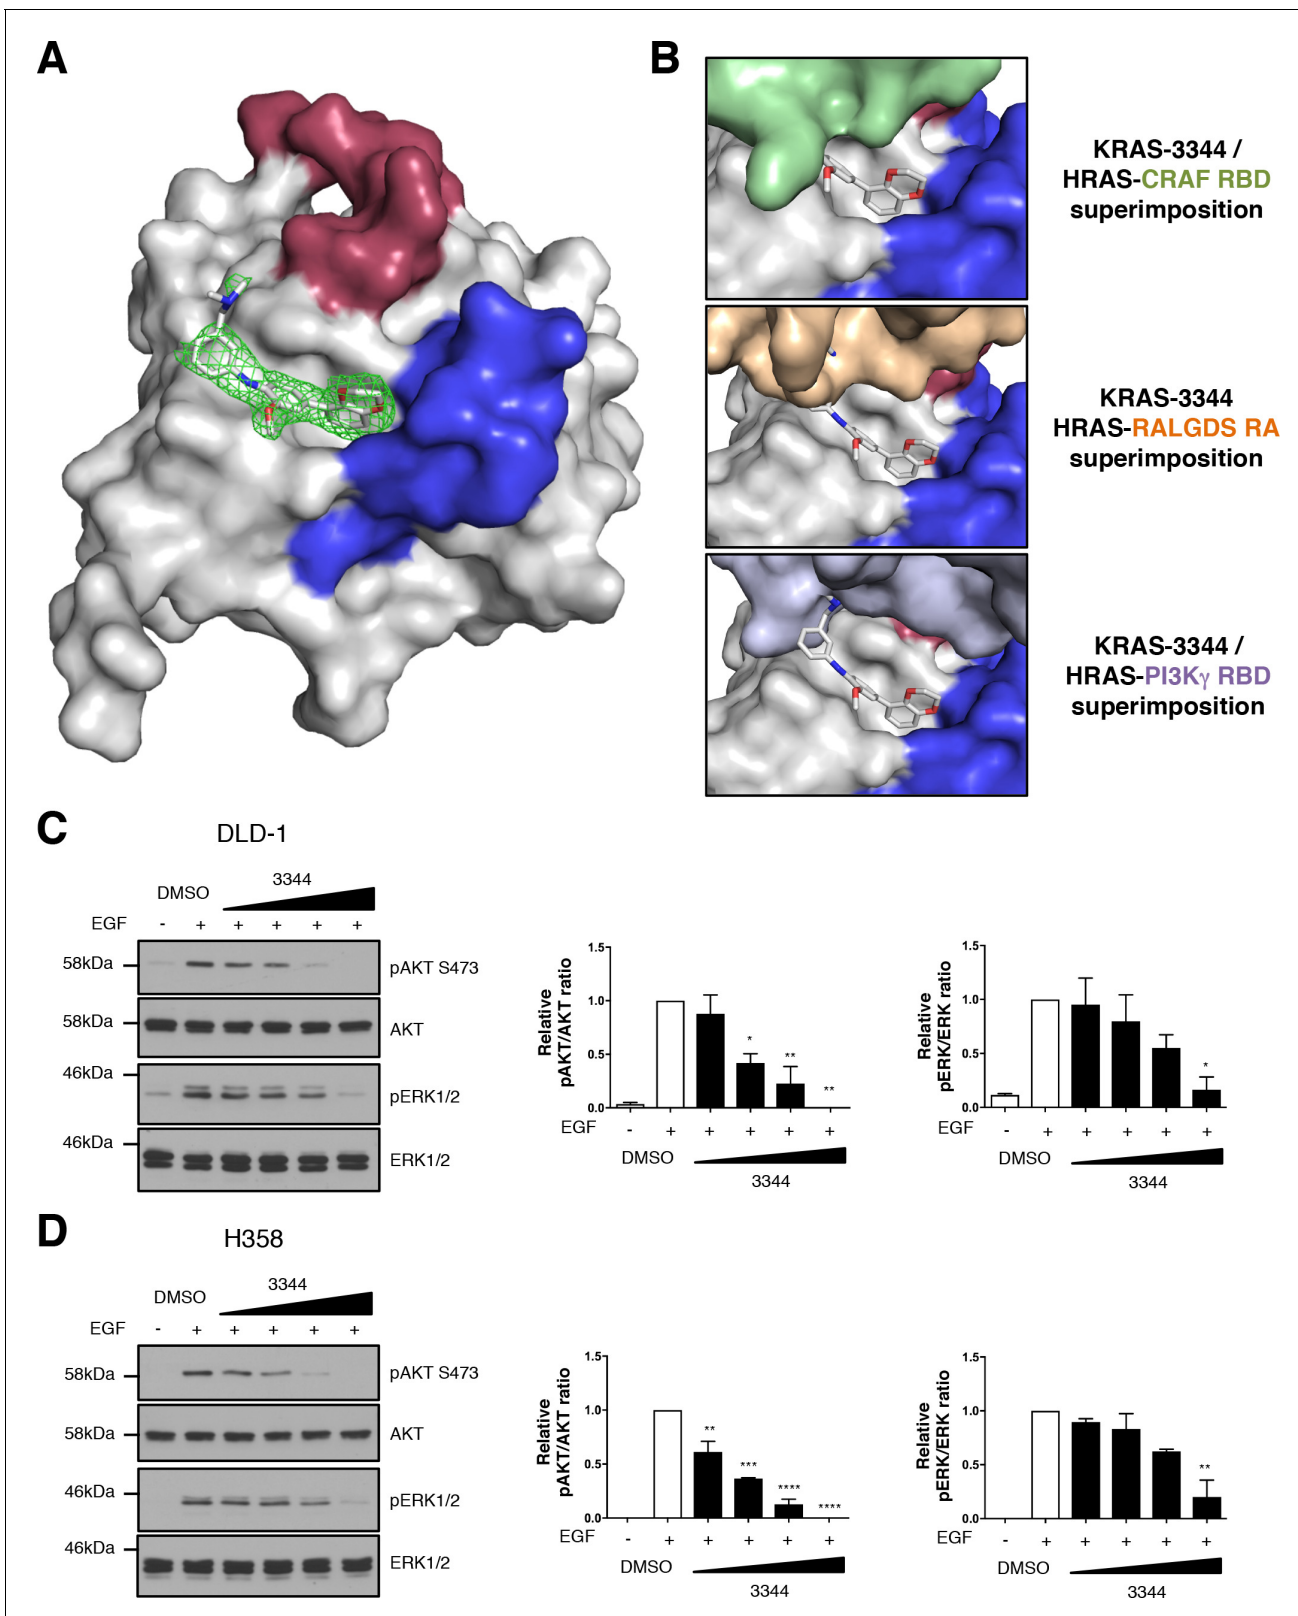 A
B
KRAS-3344 /
HRAS-CRAF RBD
superimposition
KRAS-3344
HRAS-RALGDS RA
superimposition
KRAS-3344 /
HRAS-PI3Kγ RBD
superimposition
C
DLD-1
DMSO
3344
EGF - + + + + +
58kDa
pAKT S473
58kDa
AKT
46kDa
pERK1/2
46kDa
ERK1/2
Relative
pAKT/AKT ratio
1.5
1.0
0.5
0.0
*
**
**
EGF - + + + + +
DMSO
3344
Relative
pERK/ERK ratio
1.5
1.0
0.5
0.0
*
EGF - + + + + +
DMSO
3344
D
H358
DMSO
3344
EGF - + + + + +
58kDa
pAKT S473
58kDa
AKT
46kDa
pERK1/2
46kDa
ERK1/2
Relative
pAKT/AKT ratio
1.5
1.0
0.5
0.0
**
***
****
****
EGF - + + + + +
DMSO
3344
Relative
pERK/ERK ratio
1.5
1.0
0.5
0.0
**
EGF - + + + + +
DMSO
3344